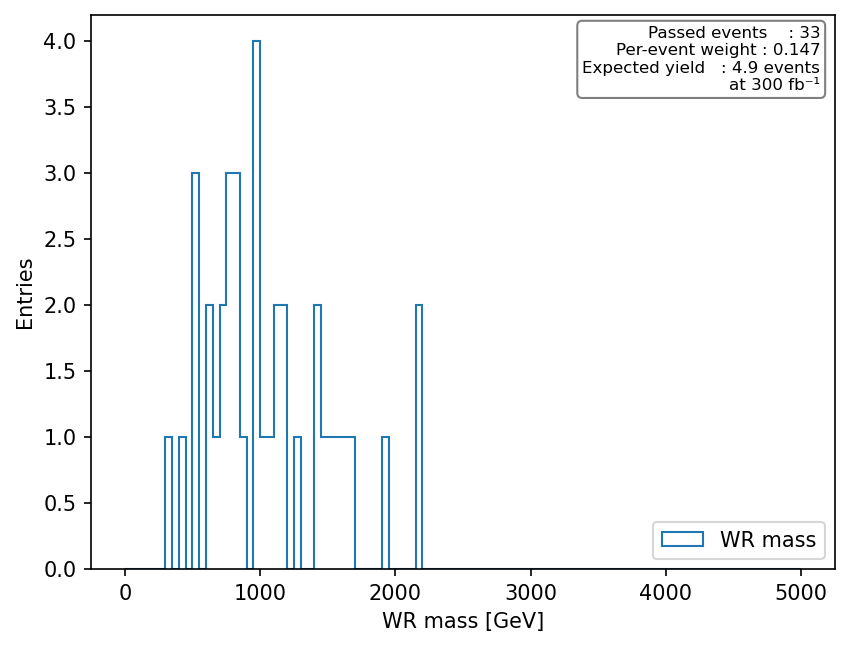 Passed events    : 33
Per-event weight : 0.147
Expected yield   : 4.9 events
at 300 fb⁻¹
4.0
3.5
3.0
2.5
2.0
1.5
1.0
0.5
0.0
Entries
WR mass
0 1000 2000 3000 4000 5000
WR mass [GeV]